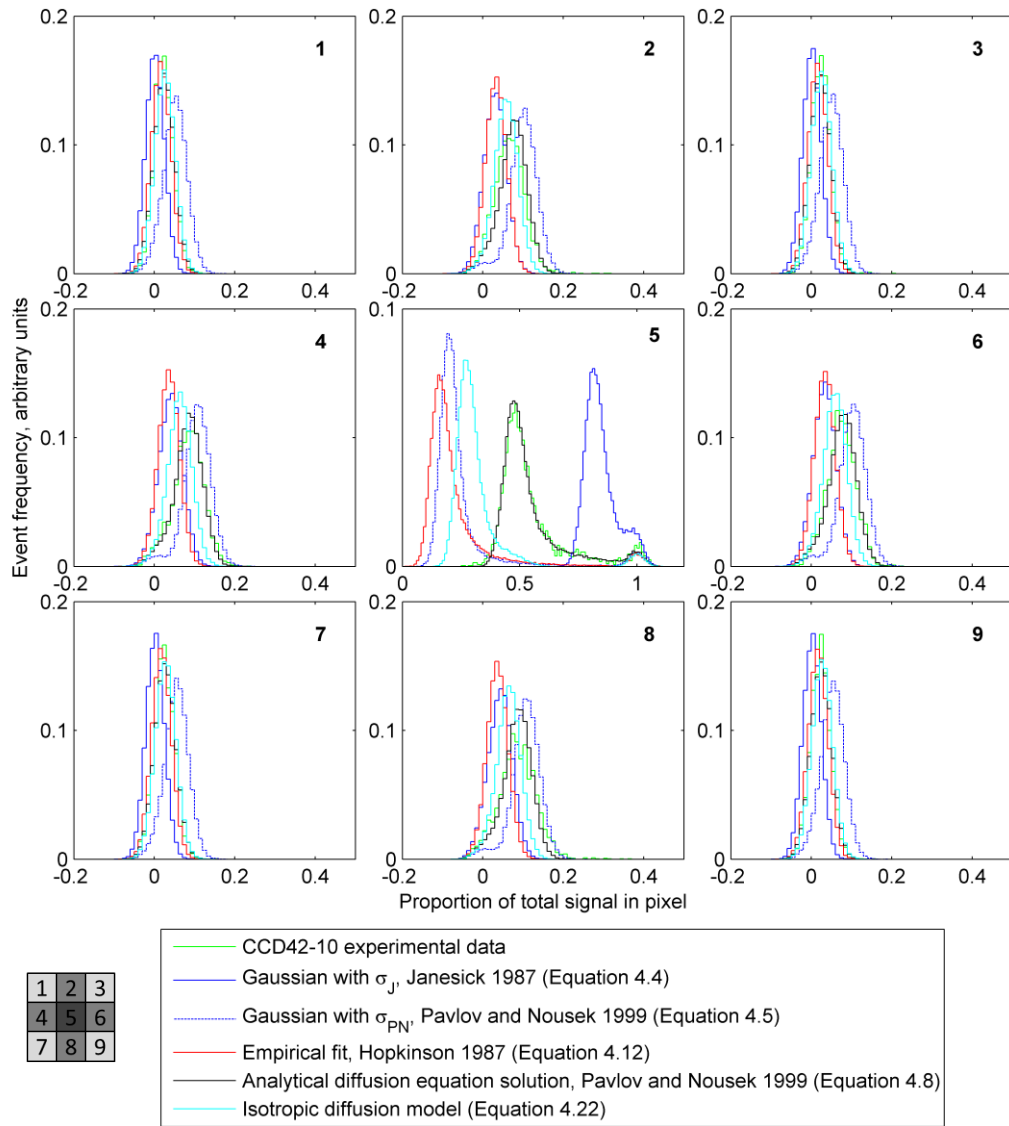 0.2 0.2 0.2
1 2 3
0.1 0.1 0.1
0 0 0
-0.2 0 0.2 0.4 -0.2 0 0.2 0.4 -0.2 0 0.2 0.4
Event frequency, arbitrary units
0.2 0.1 0.2
4 5 6
0.1 0.1
0 0 0
-0.2 0 0.2 0.4 0 0.5 1 -0.2 0 0.2 0.4
0.2 0.2 0.2
7 8 9
0.1 0.1 0.1
0 0 0
-0.2 0 0.2 0.4 -0.2 0 0.2 0.4 -0.2 0 0.2 0.4
Proportion of total signal in pixel
1 2 3
4 5 6
7 8 9
CCD42-10 experimental data
Gaussian with σJ, Janesick 1987 (Equation 4.4)
Gaussian with σPN, Pavlov and Nousek 1999 (Equation 4.5)
Empirical fit, Hopkinson 1987 (Equation 4.12)
Analytical diffusion equation solution, Pavlov and Nousek 1999 (Equation 4.8)
Isotropic diffusion model (Equation 4.22)